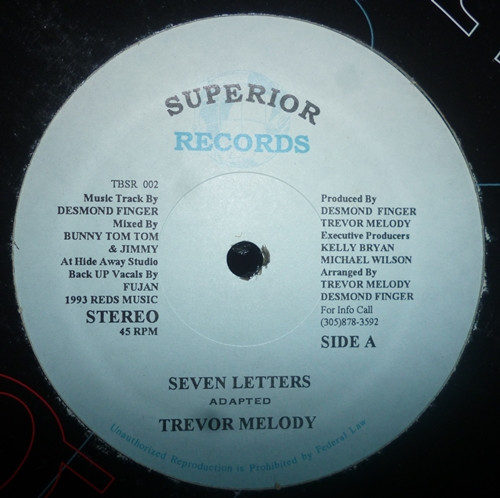 SUPERIOR
RECORDS
TBSR 002
Music Track By
DESMOND FINGER
Mixed By
BUNNY TOM TOM
& JIMMY
At Hide Away Studio
Back UP Vacals By
FUJAN
1993 REDS MUSIC
STEREO
45 RPM
Produced By
DESMOND FINGER
TREVOR MELODY
Executive Producers
KELLY BRYAN
MICHAEL WILSON
Arranged By
TREVOR MELODY
DESMOND FINGER
For Info Call
(305)878-3592
SIDE A
SEVEN LETTERS
ADAPTED
TREVOR MELODY
Unauthorized Reproduction is Prohibited by Federal Law